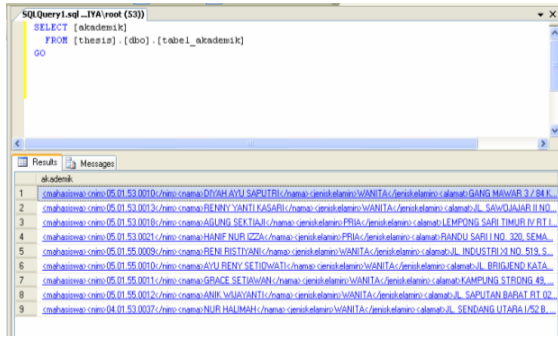 SQLQuery1.sql ...IYA\root (53))
SELECT [akademik]
FROM [thesis].[dbo].[tabel_akademik]
GO
Results Messages
akademik
1 <mahasiswa><nim>05.01.53.0010</nim><nama>DIYAH AYU SAPUTRI</nama><jeniskelamin>WANITA</jeniskelamin><alamat>GANG MAWAR 3 / 84 K...
2 <mahasiswa><nim>05.01.53.0013</nim><nama>RENNY YANTI KASARI</nama><jeniskelamin>WANITA</jeniskelamin><alamat>JL. SAWOJAJAR II NO...
3 <mahasiswa><nim>05.01.53.0018</nim><nama>AGUNG SEKTIAJI</nama><jeniskelamin>PRIA</jeniskelamin><alamat>LEMPONG SARI TIMUR IV RT I...
4 <mahasiswa><nim>05.01.53.0021</nim><nama>HANIF NUR IZZA</nama><jeniskelamin>PRIA</jeniskelamin><alamat>RANDU SARI I NO. 320, SEMA...
5 <mahasiswa><nim>05.01.55.0009</nim><nama>RENI RISTIYANI</nama><jeniskelamin>WANITA</jeniskelamin><alamat>JL. INDUSTRI XI NO. 519, S...
6 <mahasiswa><nim>05.01.55.0010</nim><nama>AYU RENY SETIOWATI</nama><jeniskelamin>WANITA</jeniskelamin><alamat>JL. BRIGJEND KATA...
7 <mahasiswa><nim>05.01.55.0011</nim><nama>GRACE SETIAWAN</nama><jeniskelamin>WANITA</jeniskelamin><alamat>KAMPUNG STRONG 49, ...
8 <mahasiswa><nim>05.01.55.0012</nim><nama>ANIK WIJAYANTI</nama><jeniskelamin>WANITA</jeniskelamin><alamat>JL. SAPUTAN BARAT RT 02...
9 <mahasiswa><nim>04.01.53.0037</nim><nama>NUR HALIMAH</nama><jeniskelamin>WANITA</jeniskelamin><alamat>JL. SENDANG UTARA I/52 B, ...